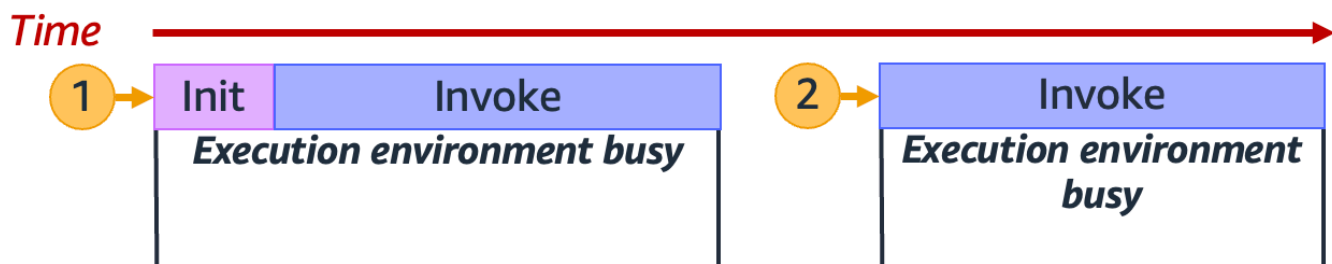 Time
1
Init
Invoke
2
Invoke
Execution environment busy
Execution environment
busy